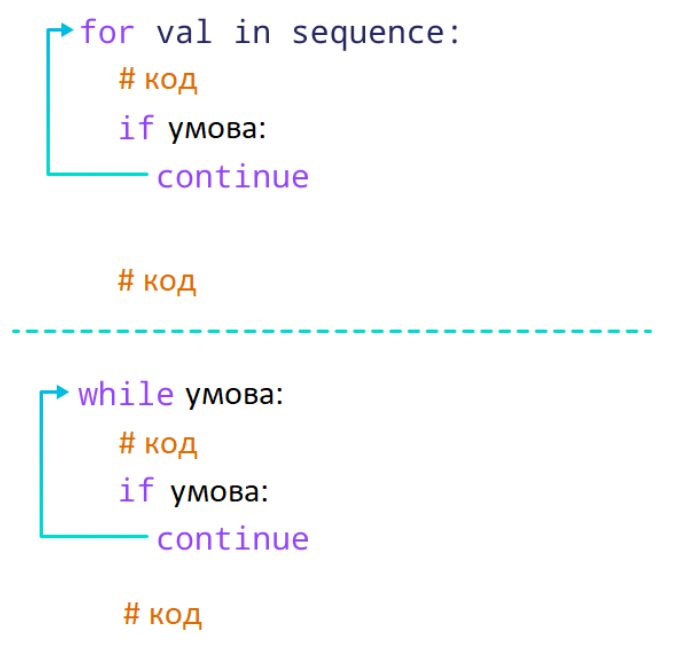 for val in sequence:
# код
if умова:
continue
# код
while умова:
# код
if умова:
continue
# код